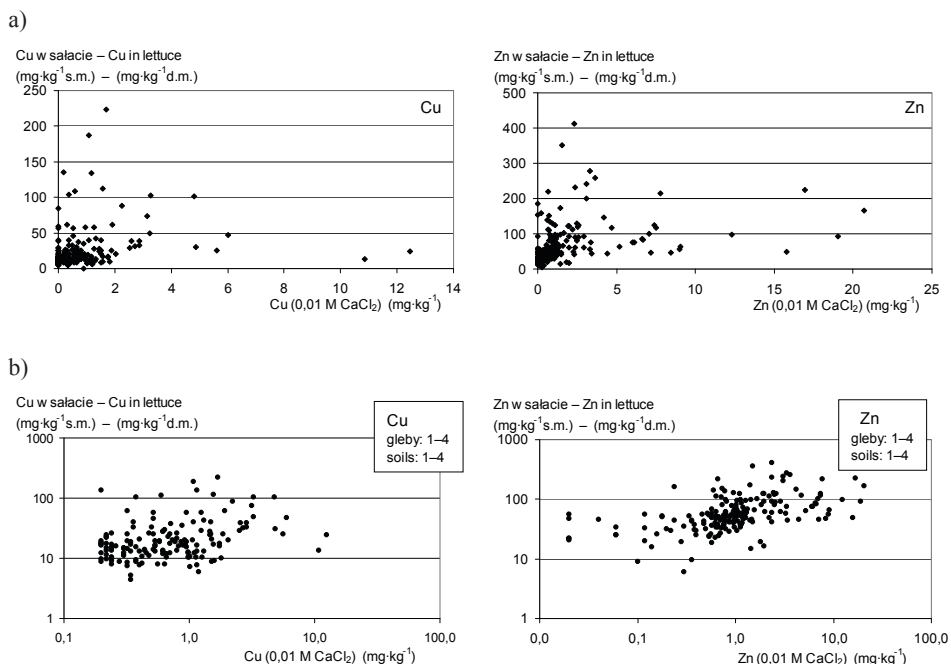 a)
Cu w sałacie – Cu in lettuce
(mg·kg⁻¹s.m.) – (mg·kg⁻¹d.m.)
250
200
150
100
50
0
Cu
0 2 4 6 8 10 12 14
Cu (0,01 M CaCl₂) (mg·kg⁻¹)
Zn w sałacie – Zn in lettuce
(mg·kg⁻¹s.m.) – (mg·kg⁻¹d.m.)
500
400
300
200
100
0
Zn
0 5 10 15 20 25
Zn (0,01 M CaCl₂) (mg·kg⁻¹)
b)
Cu w sałacie – Cu in lettuce
(mg·kg⁻¹s.m.) – (mg·kg⁻¹d.m.)
1000
100
10
1
Cu
gleby: 1–4
soils: 1–4
0,1 1,0 10,0 100,0
Cu (0,01 M CaCl₂) (mg·kg⁻¹)
Zn w sałacie – Zn in lettuce
(mg·kg⁻¹s.m.) – (mg·kg⁻¹d.m.)
1000
100
10
1
Zn
gleby: 1–4
soils: 1–4
0,0 0,1 1,0 10,0 100,0
Zn (0,01 M CaCl₂) (mg·kg⁻¹)